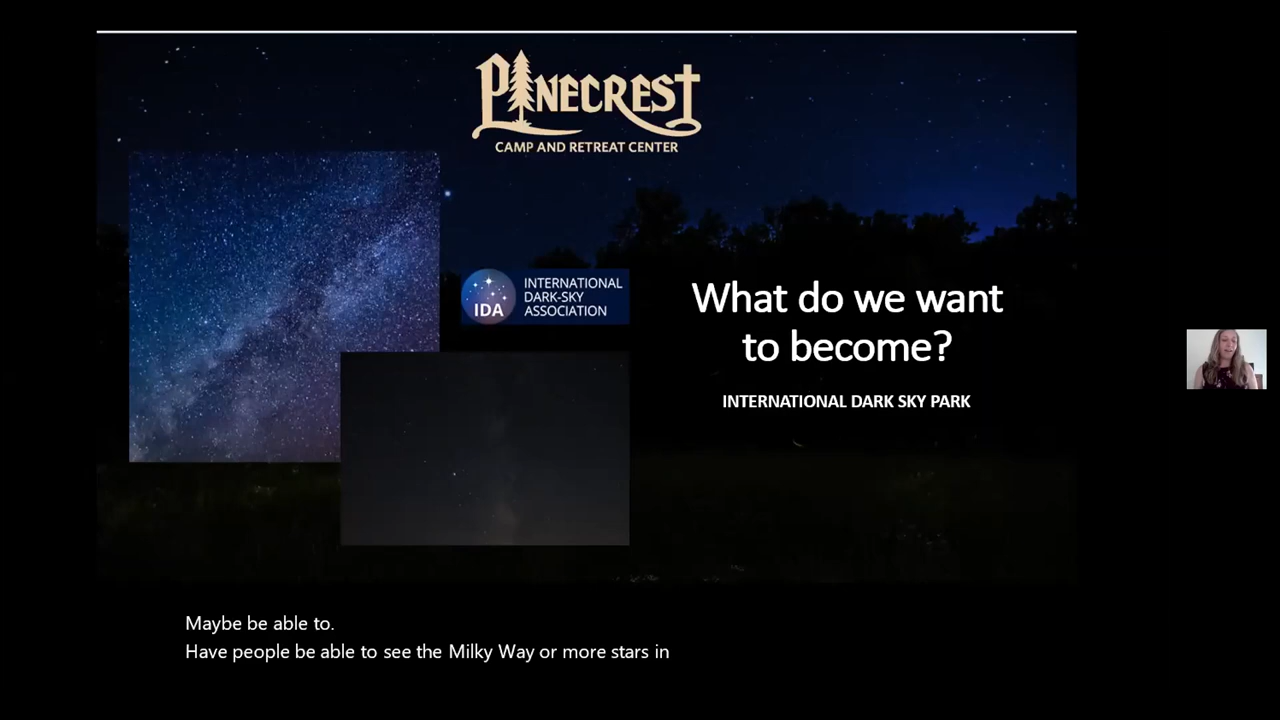 PINECREST
CAMP AND RETREAT CENTER
IDA
INTERNATIONAL
DARK-SKY
ASSOCIATION
What do we want
to become?
INTERNATIONAL DARK SKY PARK
Maybe be able to.
Have people be able to see the Milky Way or more stars in